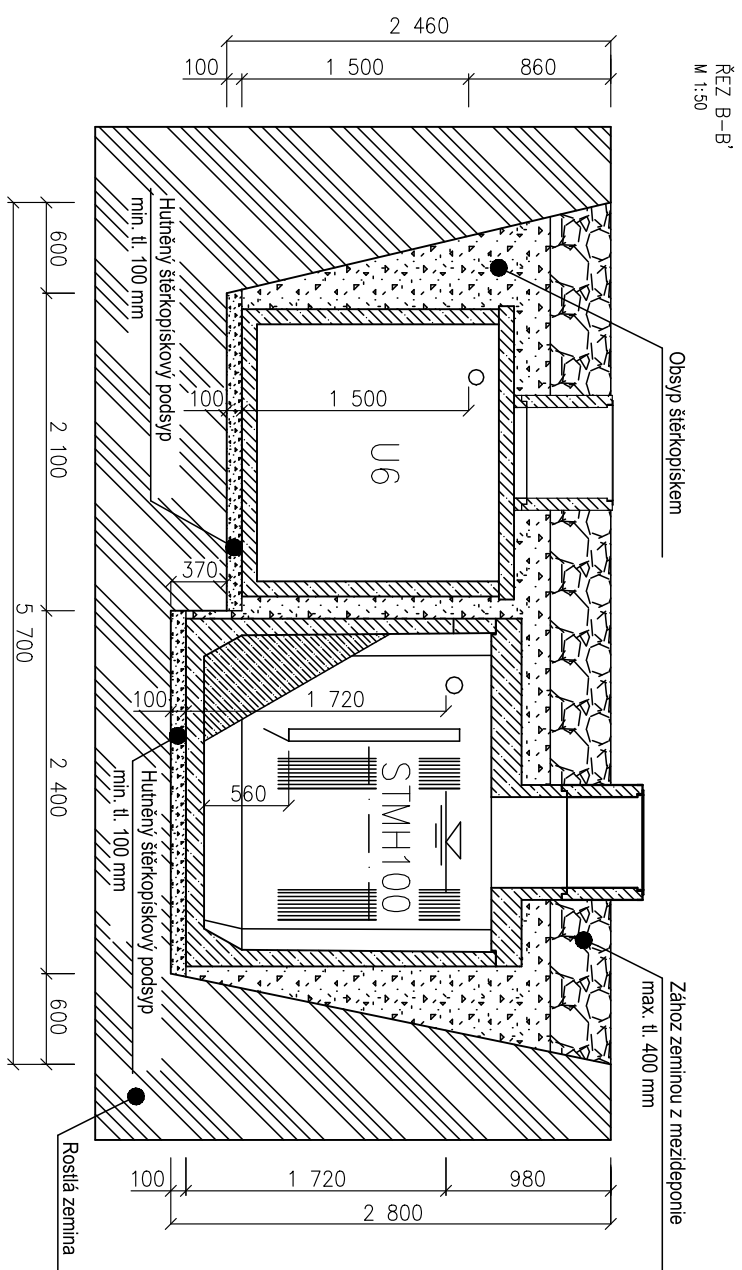 ŘEZ B-B'
M 1:50
Obsyp štěrkopískem
Zához zeminou z mezideponie
max. tl. 400 mm
2 460
860
1 500
100
980
1 720
100
2 800
U6
1 500
100
STMH100
1 720
100
560
370
Hutněný štěrkopískový podsyp
min. tl. 100 mm
Hutněný štěrkopískový podsyp
min. tl. 100 mm
Rostlá zemina
600
2 100
2 400
600
5 700